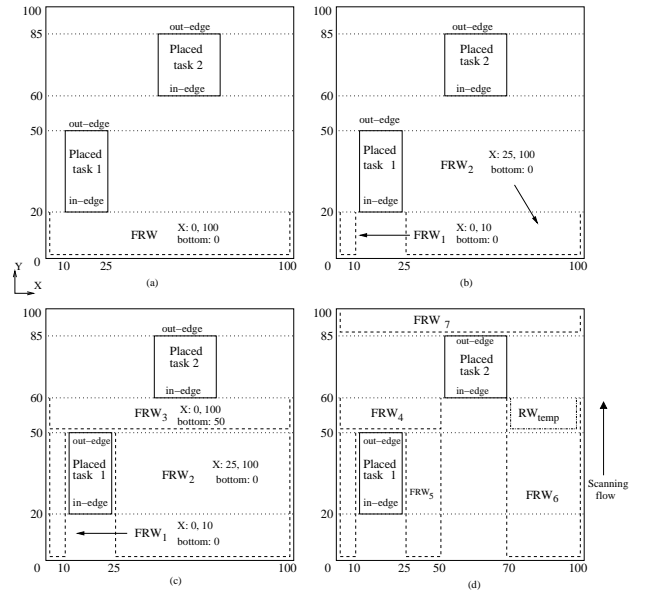 100
out−edge
85
Placed
task 2
in−edge
60
out−edge
50
Placed
task 1
in−edge
20
FRW X: 0, 100
bottom: 0
0
10 25 100
(a)
100
out−edge
85
Placed
task 2
in−edge
60
out−edge
50
Placed
task 1
FRW2 X: 25, 100
bottom: 0
in−edge
20
FRW1 X: 0, 10
bottom: 0
0
10 25 100
(b)
Y
X
100
out−edge
85
Placed
task 2
in−edge
60
FRW3 X: 0, 100
bottom: 50
50
out−edge
Placed
task 1
FRW2 X: 25, 100
bottom: 0
in−edge
20
FRW1 X: 0, 10
bottom: 0
0 10 25 100
(c)
100
FRW 7
85
out−edge
Placed
task 2
in−edge
60
FRW4
RWtemp
50
out−edge
Placed
task 1
in−edge
FRW5
FRW6
20
0 10 25 50 70 100
(d)
Scanning
flow